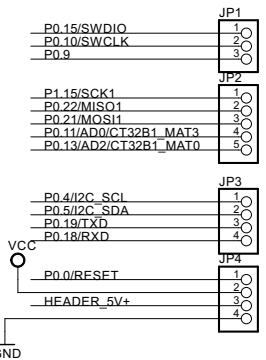 JP1
P0.15/SWDIO 1
P0.10/SWCLK 2
P0.9 3
JP2
P1.15/SCK1 1
P0.22/MISO1 2
P0.21/MOSI1 3
P0.11/AD0/CT32B1_MAT3 4
P0.13/AD2/CT32B1_MAT0 5
JP3
P0.4/I2C_SCL 1
P0.5/I2C_SDA 2
P0.19/TXD 3
P0.18/RXD 4
VCC
JP4
P0.0/RESET 1
2
HEADER_5V+ 3
4
GND